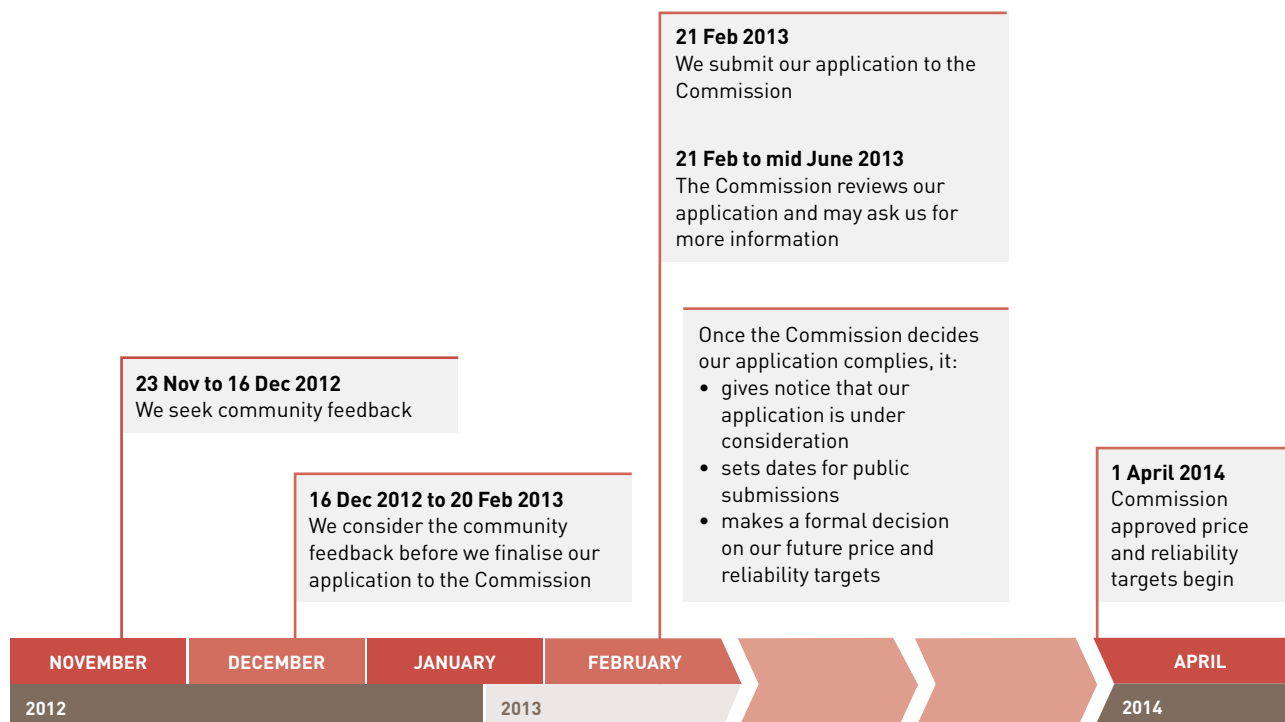 21 Feb 2013
We submit our application to the
Commission
21 Feb to mid June 2013
The Commission reviews our
application and may ask us for
more information
Once the Commission decides
our application complies, it:
• gives notice that our
application is under
consideration
• sets dates for public
submissions
• makes a formal decision
on our future price and
reliability targets
23 Nov to 16 Dec 2012
We seek community feedback
16 Dec 2012 to 20 Feb 2013
We consider the community
feedback before we finalise our
application to the Commission
1 April 2014
Commission
approved price
and reliability
targets begin
NOVEMBER DECEMBER JANUARY FEBRUARY APRIL
2012 2013 2014